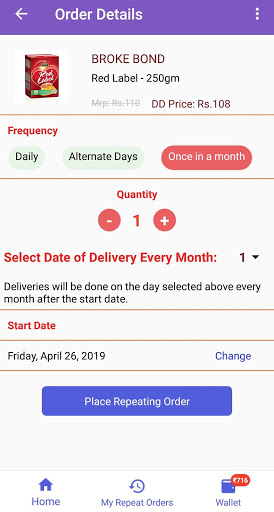 Order Details
BROKE BOND
Red Label
Red Label - 250gm
Mrp: Rs.110 DD Price: Rs.108
Frequency
Daily Alternate Days Once in a month
Quantity
- 1 +
Select Date of Delivery Every Month: 1
Deliveries will be done on the day selected above every
month after the start date.
Start Date
Friday, April 26, 2019 Change
Place Repeating Order
₹716
Home My Repeat Orders Wallet